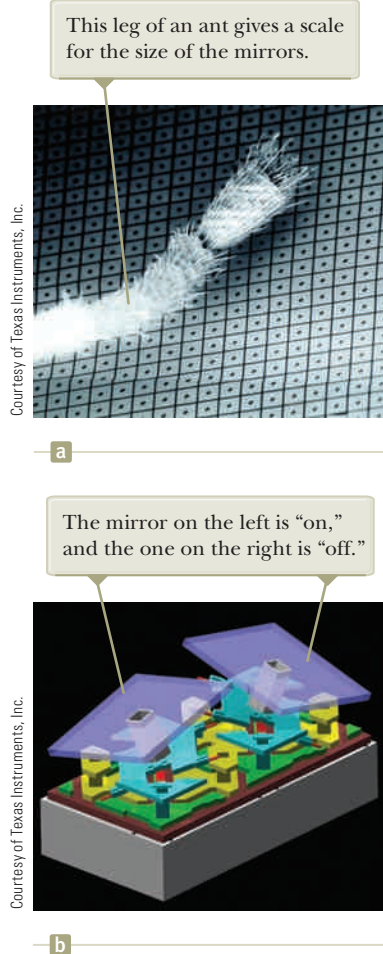 This leg of an ant gives a scale
for the size of the mirrors.
Courtesy of Texas Instruments, Inc.
a
The mirror on the left is “on,”
and the one on the right is “off.”
Courtesy of Texas Instruments, Inc.
b